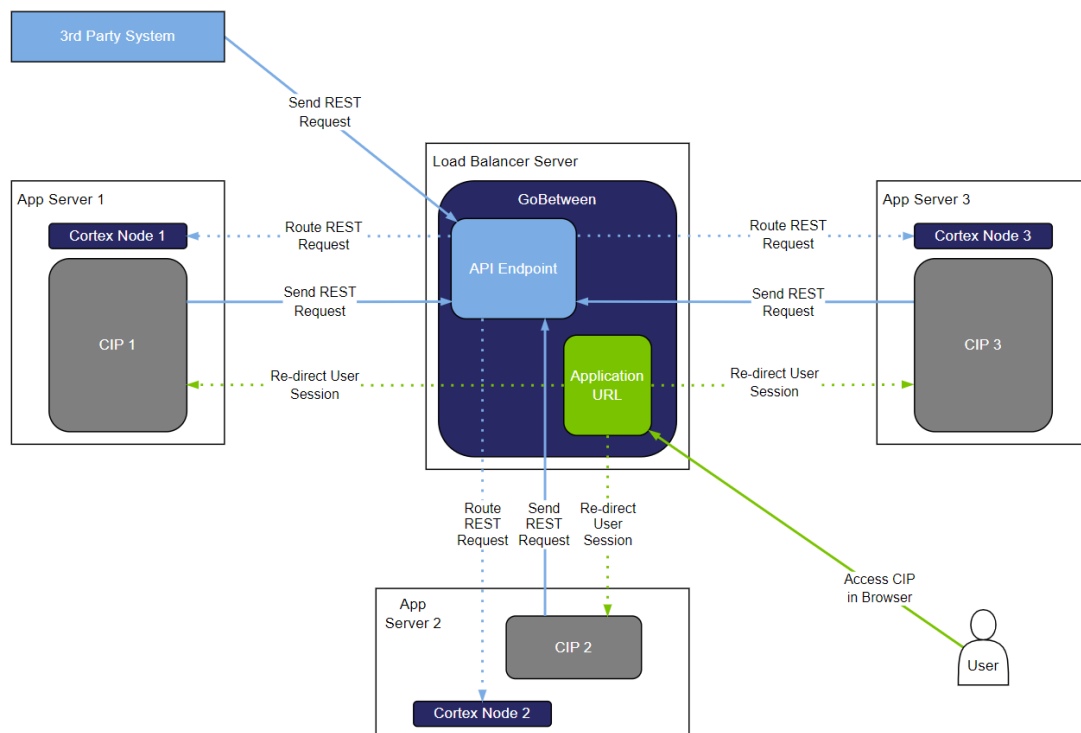 3rd Party System
Send REST
Request
Load Balancer Server
GoBetween
App Server 1
Cortex Node 1
Route REST
Request
API Endpoint
Route REST
Request
App Server 3
Cortex Node 3
CIP 1
Send REST
Request
Send REST
Request
CIP 3
Re-direct User
Session
Application
URL
Re-direct User
Session
Route
REST
Request
Send
REST
Request
Re-direct
User
Session
Access CIP
in Browser
App
Server 2
CIP 2
Cortex Node 2
User